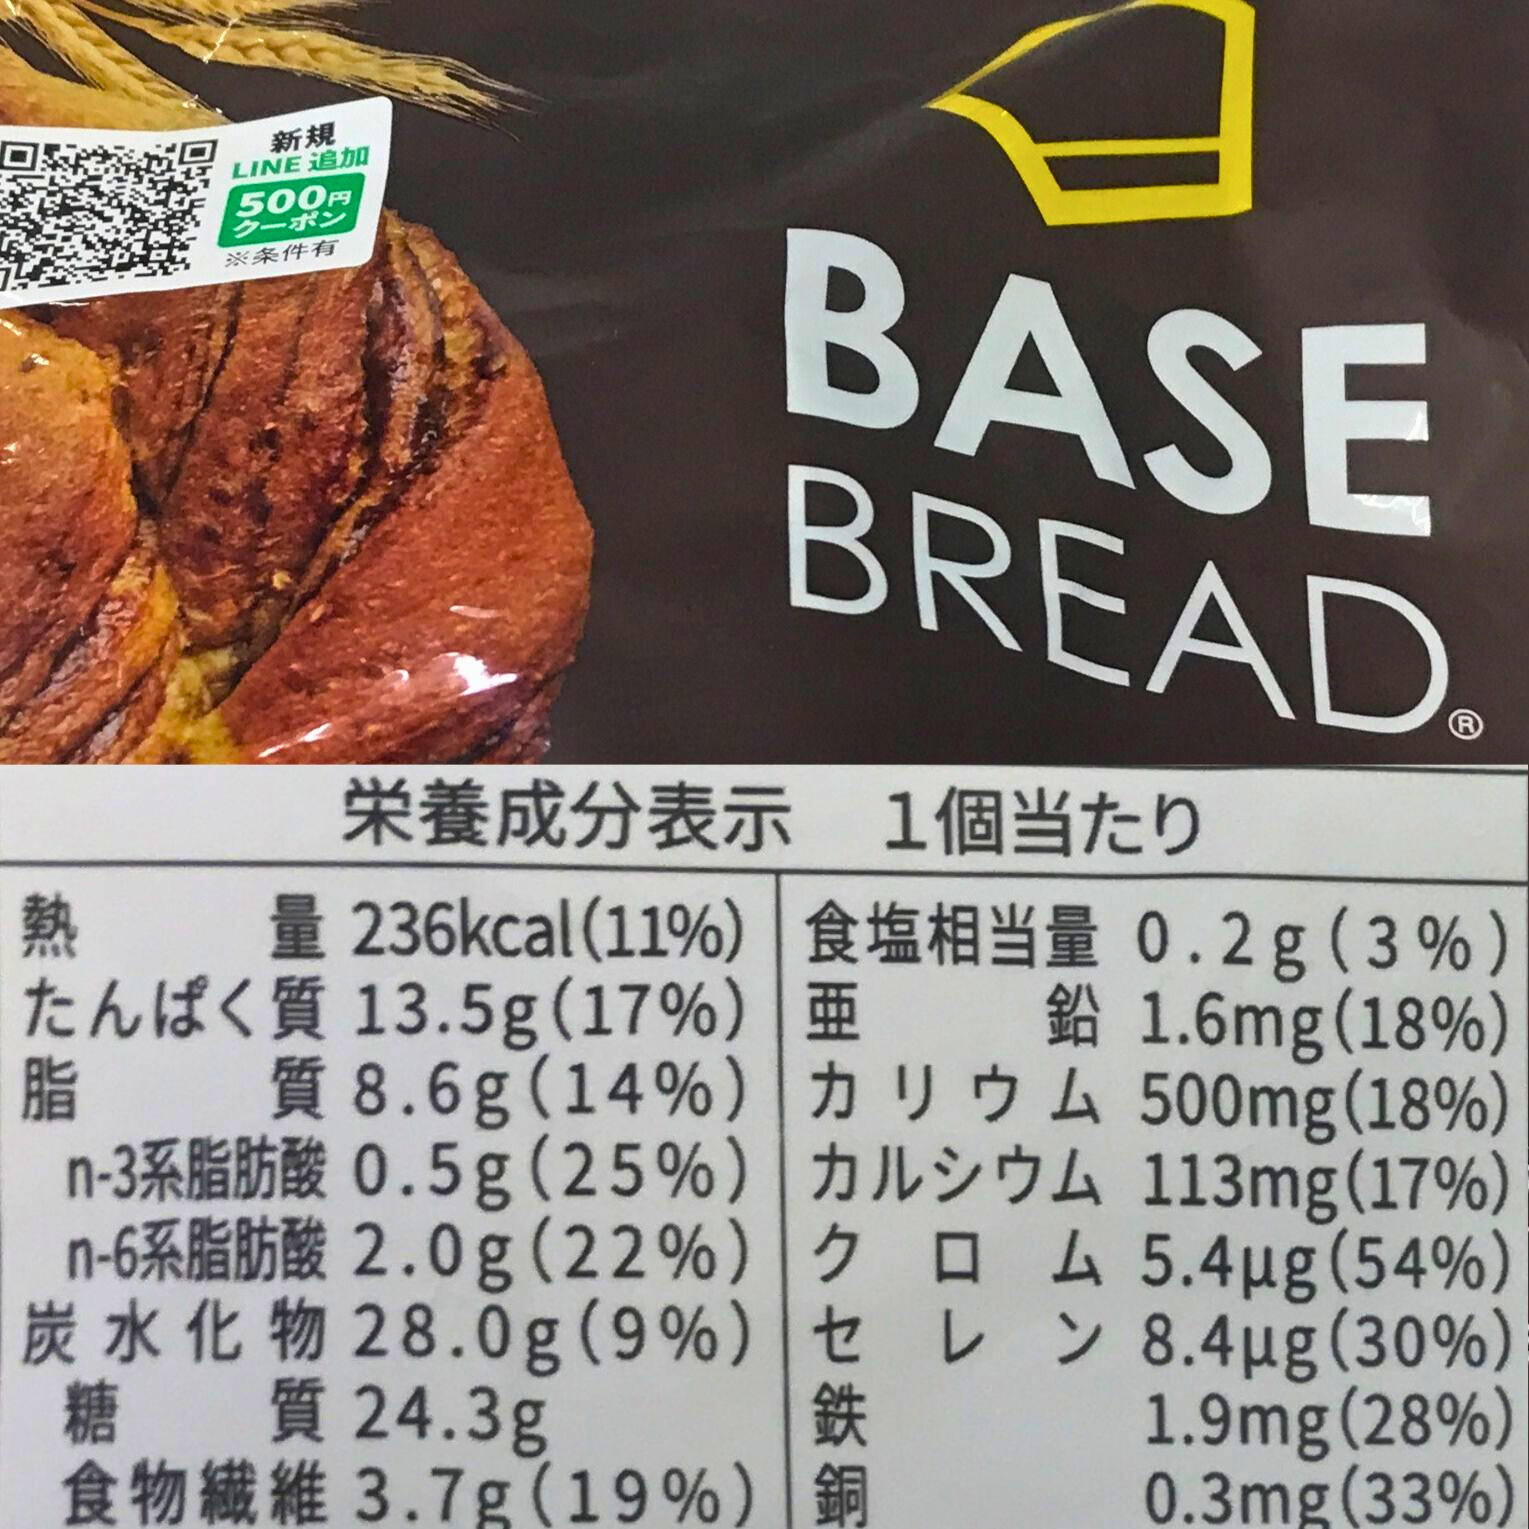 新規
LINE 追加
500円
クーポン
※条件有
BASE
BREAD®
栄養成分表示 1個当たり
熱量 236kcal(11%)
たんぱく質 13.5g(17%)
脂質 8.6g(14%)
n-3系脂肪酸 0.5g(25%)
n-6系脂肪酸 2.0g(22%)
炭水化物 28.0g(9%)
糖質 24.3g
食物繊維 3.7g(19%)
食塩相当量 0.2g(3%)
亜鉛 1.6mg(18%)
カリウム 500mg(18%)
カルシウム 113mg(17%)
クロム 5.4μg(54%)
セレン 8.4μg(30%)
鉄 1.9mg(28%)
銅 0.3mg(33%)